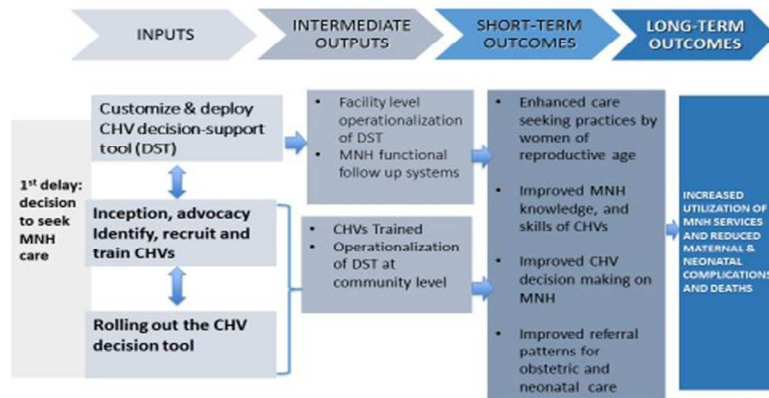 INPUTS
INTERMEDIATE
OUTPUTS
SHORT-TERM
OUTCOMES
LONG-TERM
OUTCOMES
1st delay:
decision
to seek
MNH
care
Customize & deploy
CHV decision-support
tool (DST)
Inception, advocacy
Identify, recruit and
train CHVs
Rolling out the CHV
decision tool
• Facility level
operationalization
of DST
• MNH functional
follow up systems
• CHVs Trained
• Operationalization
of DST at
community level
• Enhanced care
seeking practices by
women of
reproductive age
• Improved MNH
knowledge, and
skills of CHVs
• Improved CHV
decision making on
MNH
• Improved referral
patterns for
obstetric and
neonatal care
INCREASED
UTILIZATION OF
MNH SERVICES
AND REDUCED
MATERNAL &
NEONATAL
COMPLICATIONS
AND DEATHS